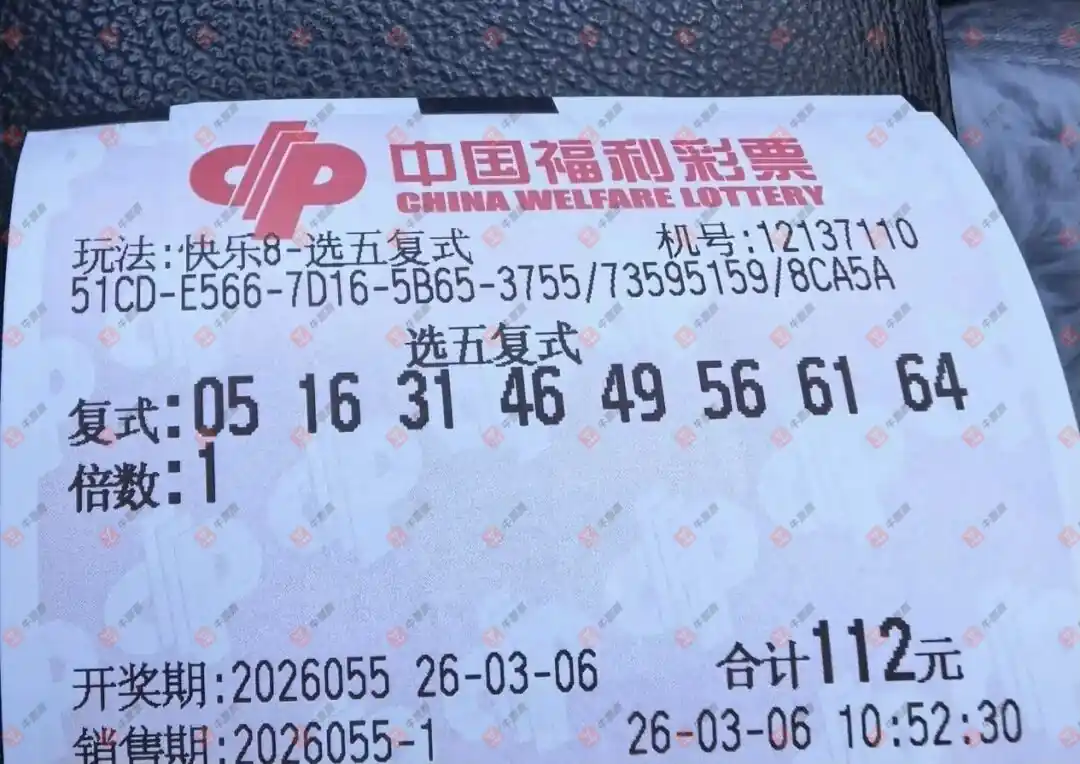 中国福利彩票
CHINA WELFARE LOTTERY
玩法:快乐8-选五复式 机号:12137110
51CD-E566-7D16-5B65-3755/73595159/8CA5A
选五复式
复式:05 16 31 46 49 56 61 64
倍数:1
开奖期:2026055 26-03-06 合计112元
销售期:2026055-1 26-03-06 10:52:30